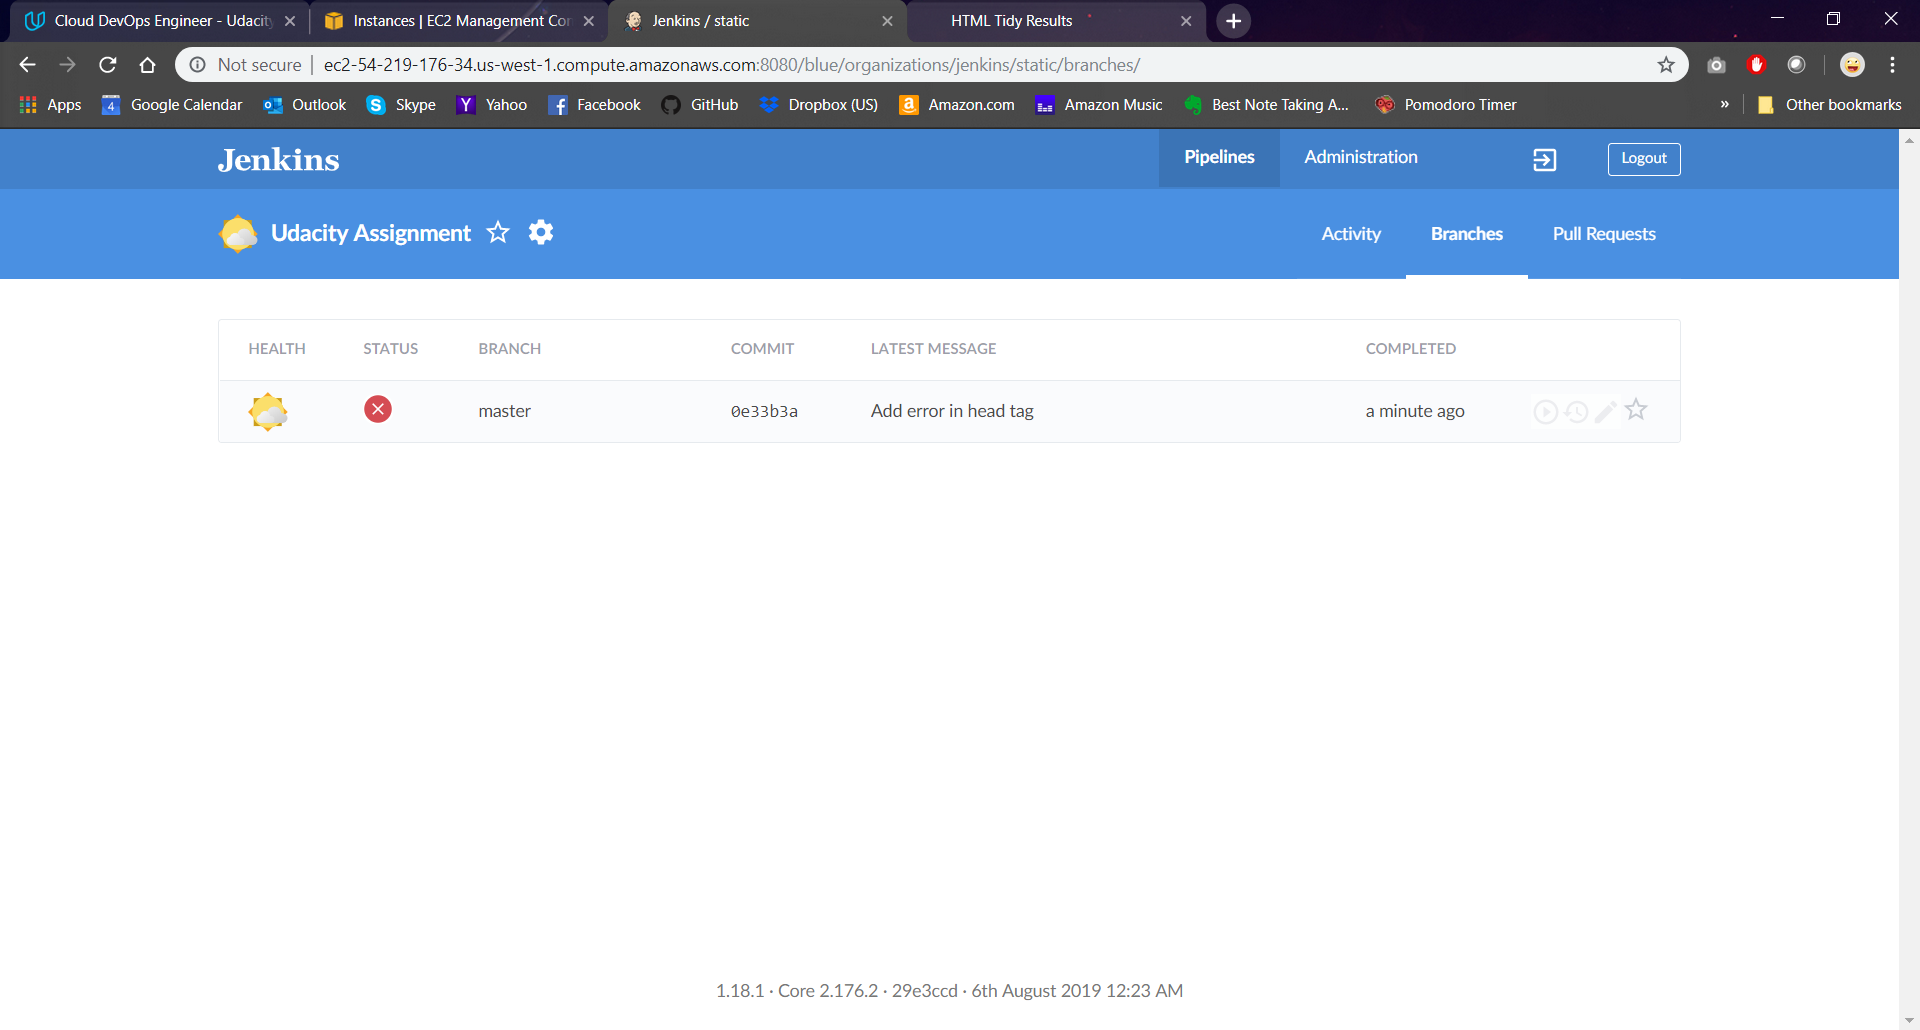 Cloud DevOps Engineer - Udacity
Instances | EC2 Management Con
Jenkins / static
HTML Tidy Results
Not secure | ec2-54-219-176-34.us-west-1.compute.amazonaws.com:8080/blue/organizations/jenkins/static/branches/
Apps 4 Google Calendar Outlook Skype Yahoo Facebook GitHub Dropbox (US) Amazon.com Amazon Music Best Note Taking A... Pomodoro Timer » Other bookmarks
Jenkins Pipelines Administration Logout
Udacity Assignment Activity Branches Pull Requests
HEALTH STATUS BRANCH COMMIT LATEST MESSAGE COMPLETED
master 0e33b3a Add error in head tag a minute ago
1.18.1 · Core 2.176.2 · 29e3ccd · 6th August 2019 12:23 AM